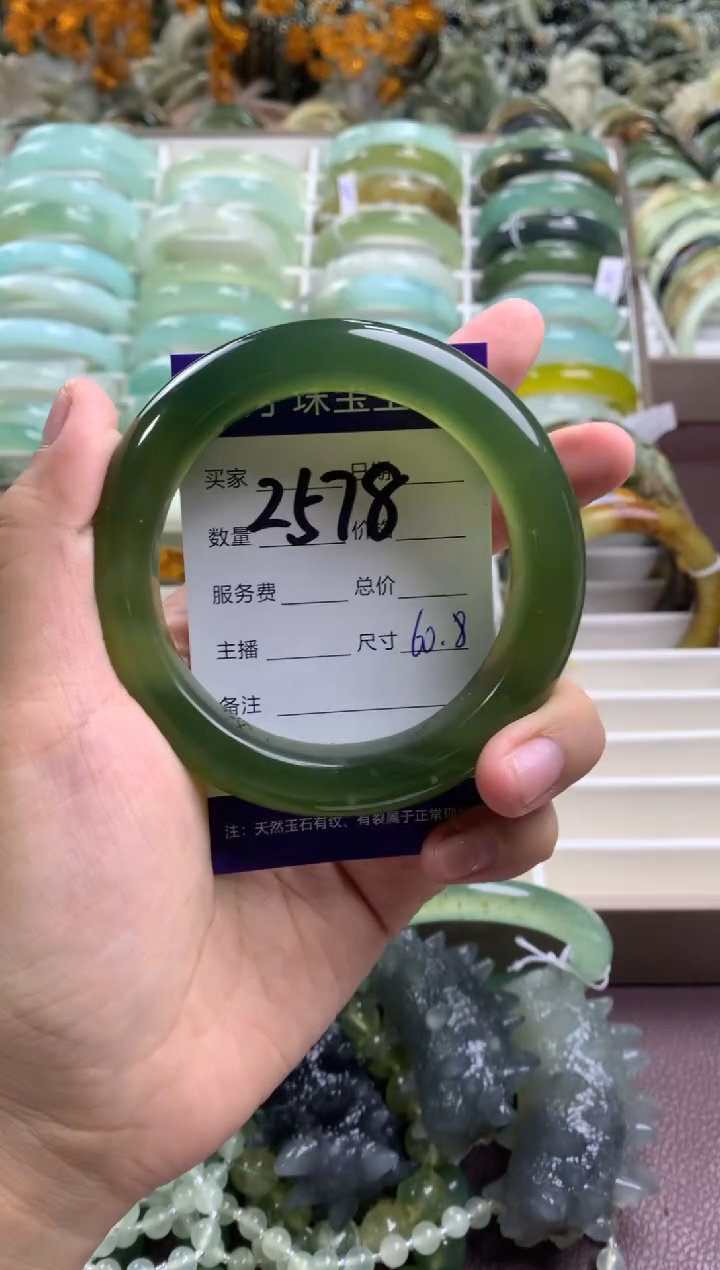 珠宝
买家 日期
2578
数量 价格
服务费 总价
主播 尺寸 60.8
备注
注：天然玉石有纹、有裂属于正常现